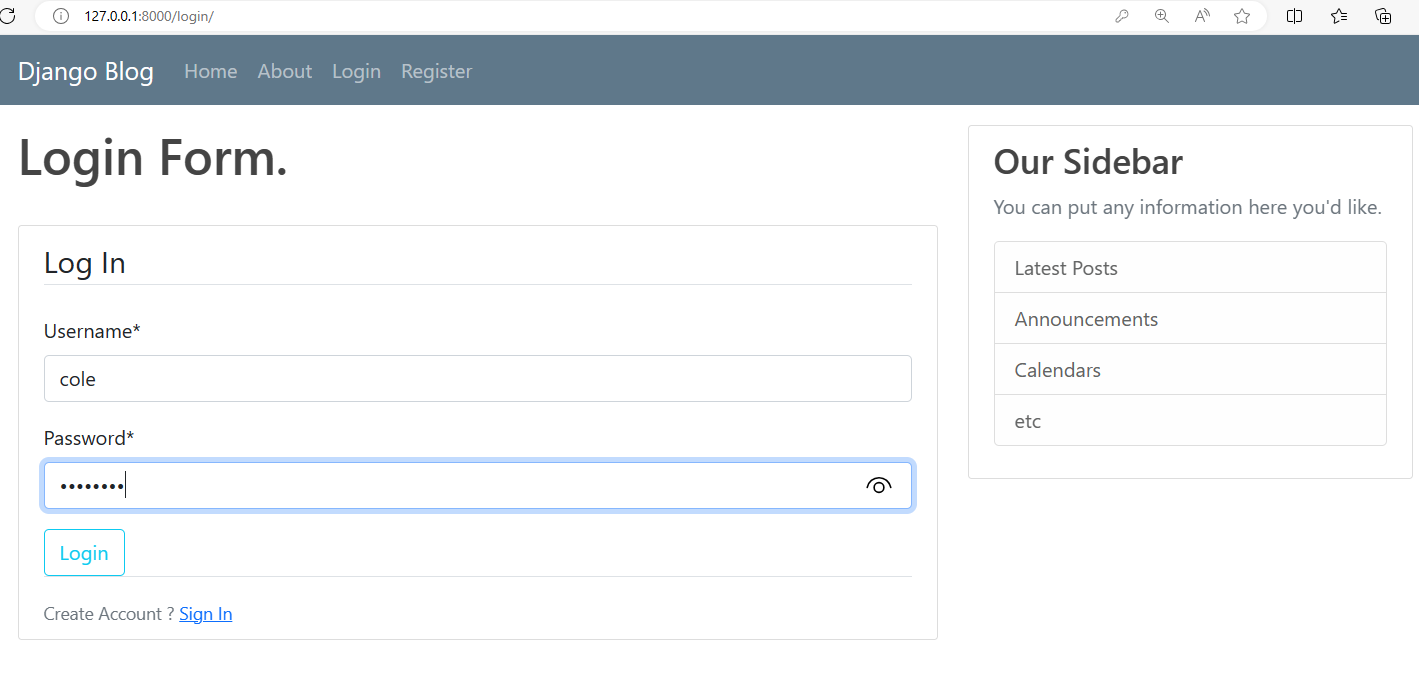 127.0.0.1:8000/login/
Django Blog Home About Login Register
Login Form.
Log In
Username*
cole
Password*
••••••••
Login
Create Account ? Sign In
Our Sidebar
You can put any information here you'd like.
Latest Posts
Announcements
Calendars
etc